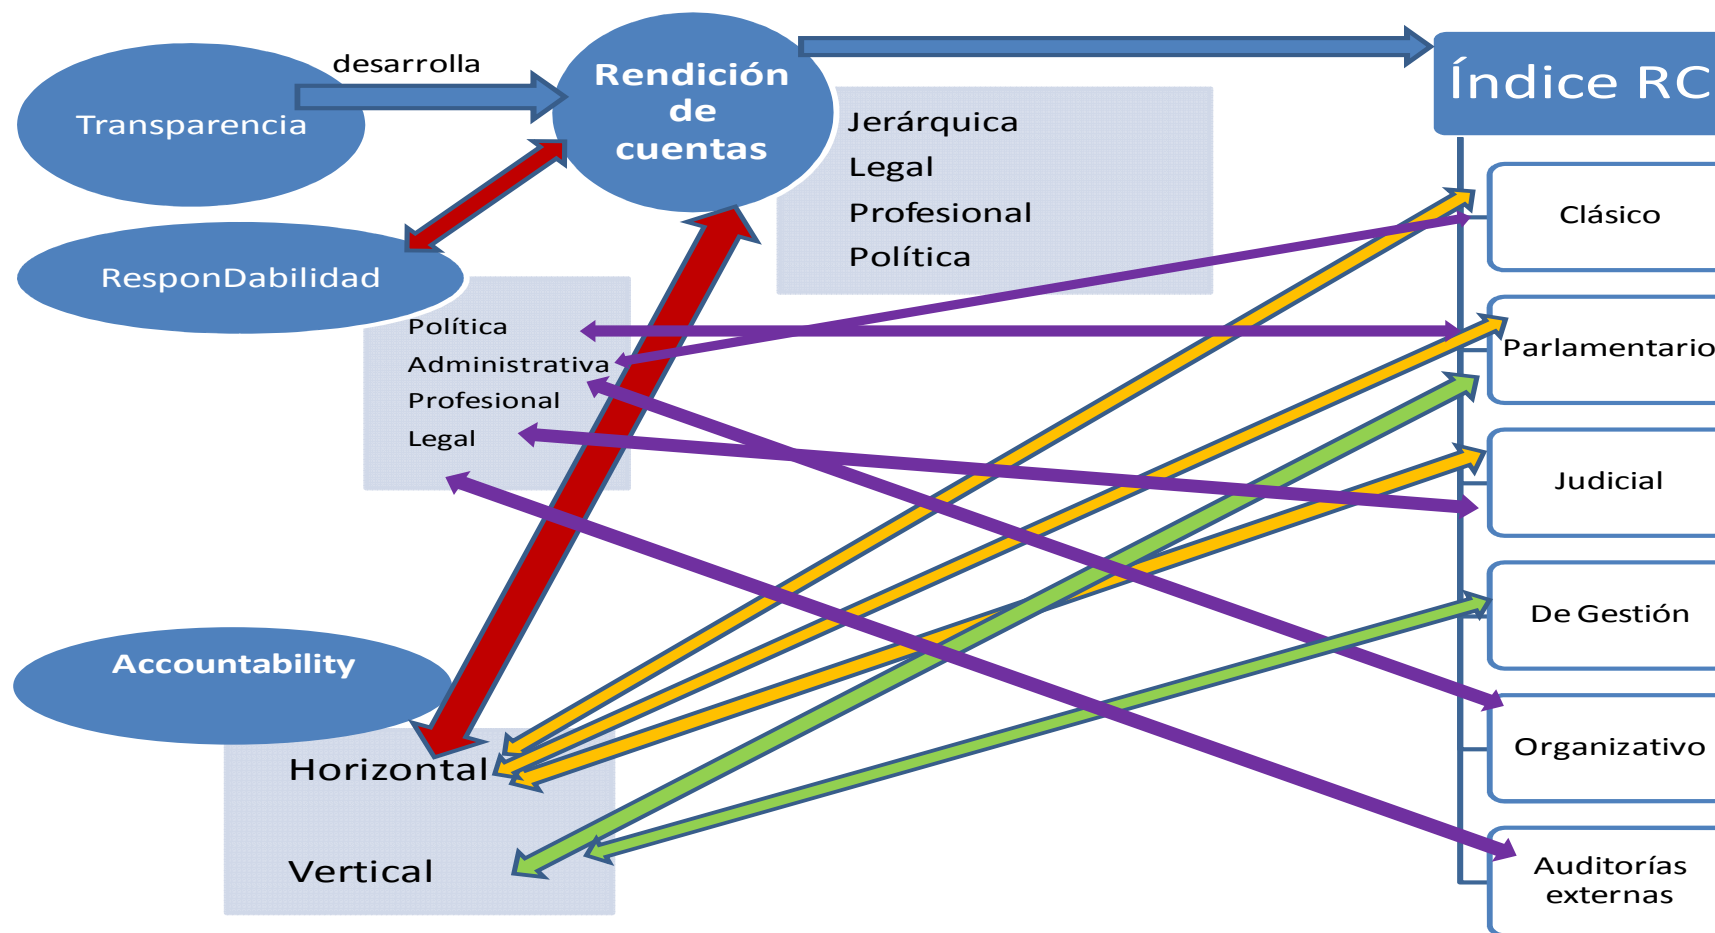 desarrolla
Transparencia
Rendición
de
cuentas
Índice RC
Jerárquica
Legal
Profesional
Política
ResponDabilidad
Política
Administrativa
Profesional
Legal
Accountability
Horizontal
Vertical
Clásico
Parlamentario
Judicial
De Gestión
Organizativo
Auditorías
externas